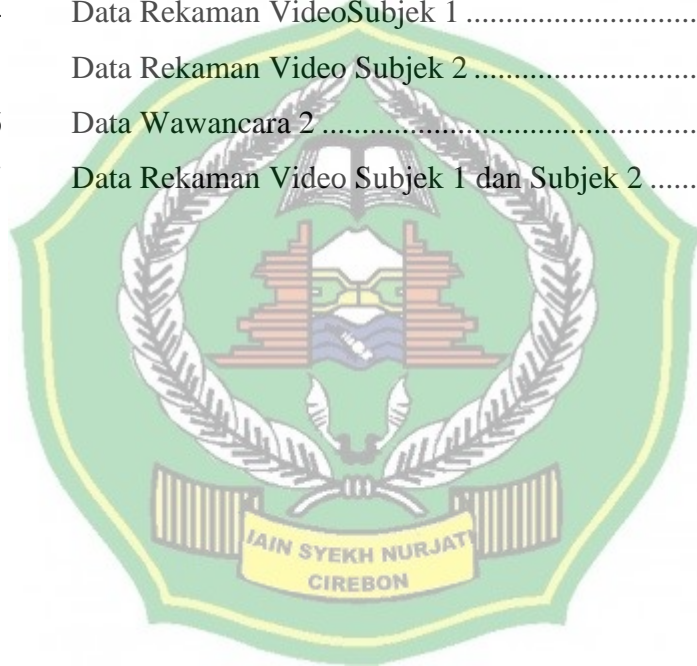 Data Rekaman VideoSubjek 1 ................................
Data Rekaman Video Subjek 2 ...............................
Data Wawancara 2 ....................................................
Data Rekaman Video Subjek 1 dan Subjek 2 ......
IAIN SYEKH NURJATI
CIREBON